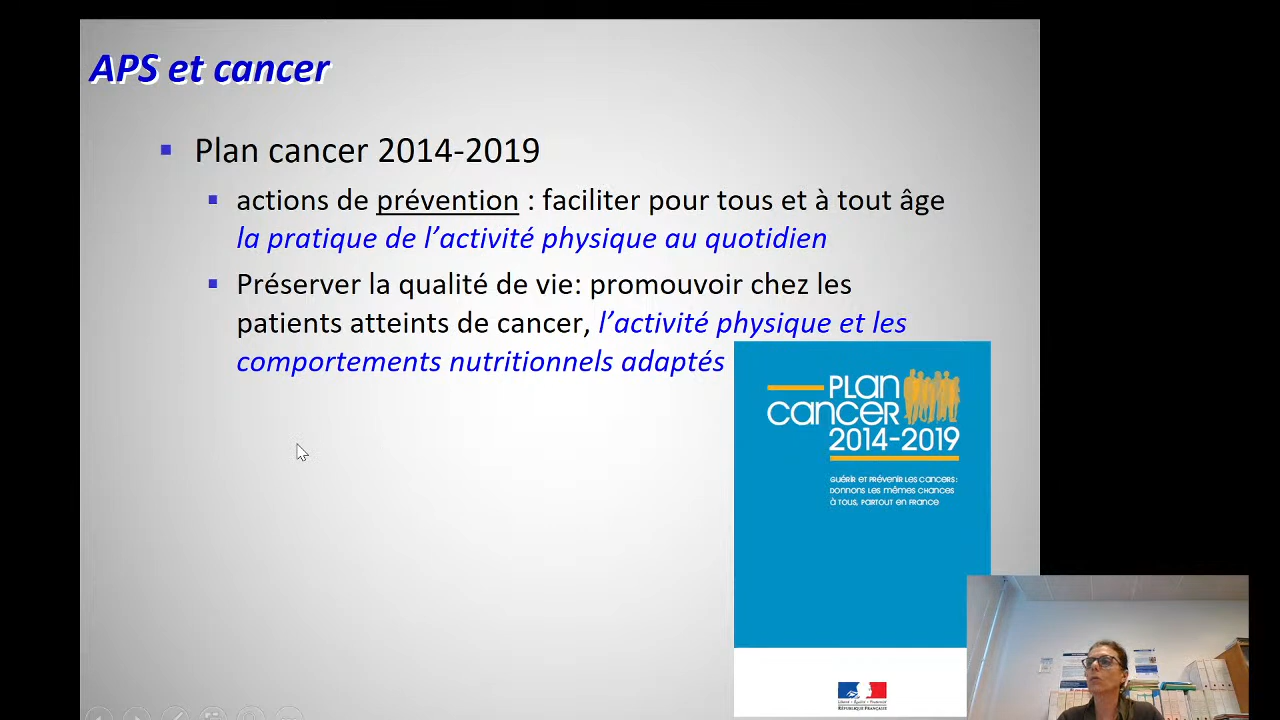 APS et cancer
Plan cancer 2014-2019
actions de prévention : faciliter pour tous et à tout âge
la pratique de l’activité physique au quotidien
Préserver la qualité de vie: promouvoir chez les
patients atteints de cancer, l’activité physique et les
comportements nutritionnels adaptés
PLAN
CANCER
2014-2019
GUÉRIR ET PRÉVENIR LES CANCERS :
DONNONS LES MÊMES CHANCES
À TOUS, PARTOUT EN FRANCE
Liberté • Égalité • Fraternité
RÉPUBLIQUE FRANÇAISE